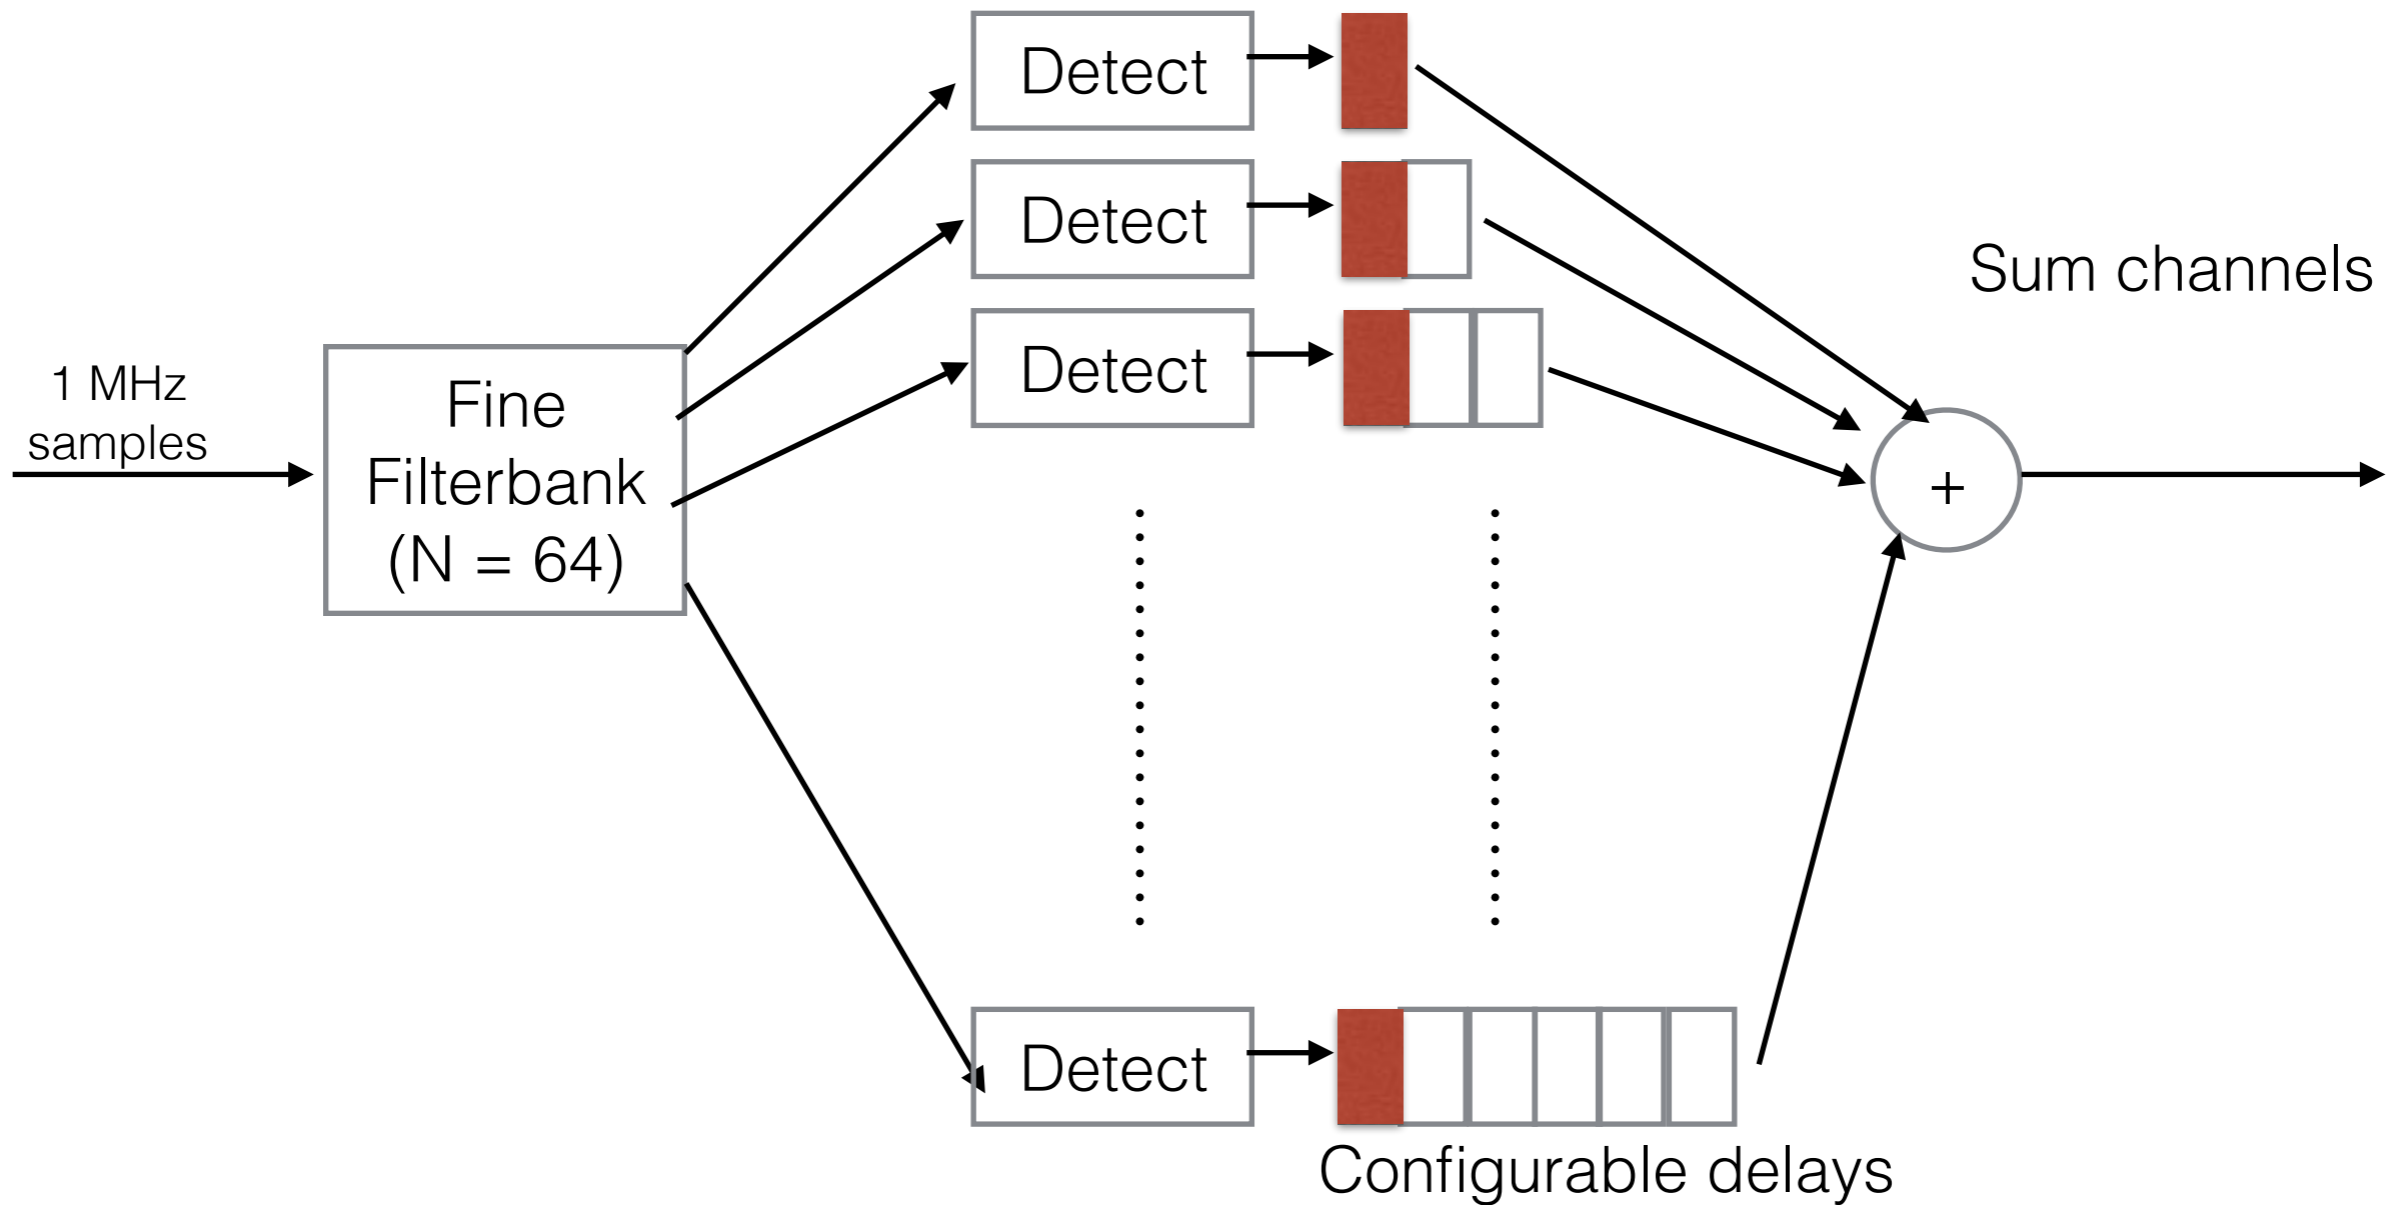 1 MHz
samples
Fine
Filterbank
(N = 64)
Detect
Detect
Detect
Detect
Configurable delays
Sum channels
+